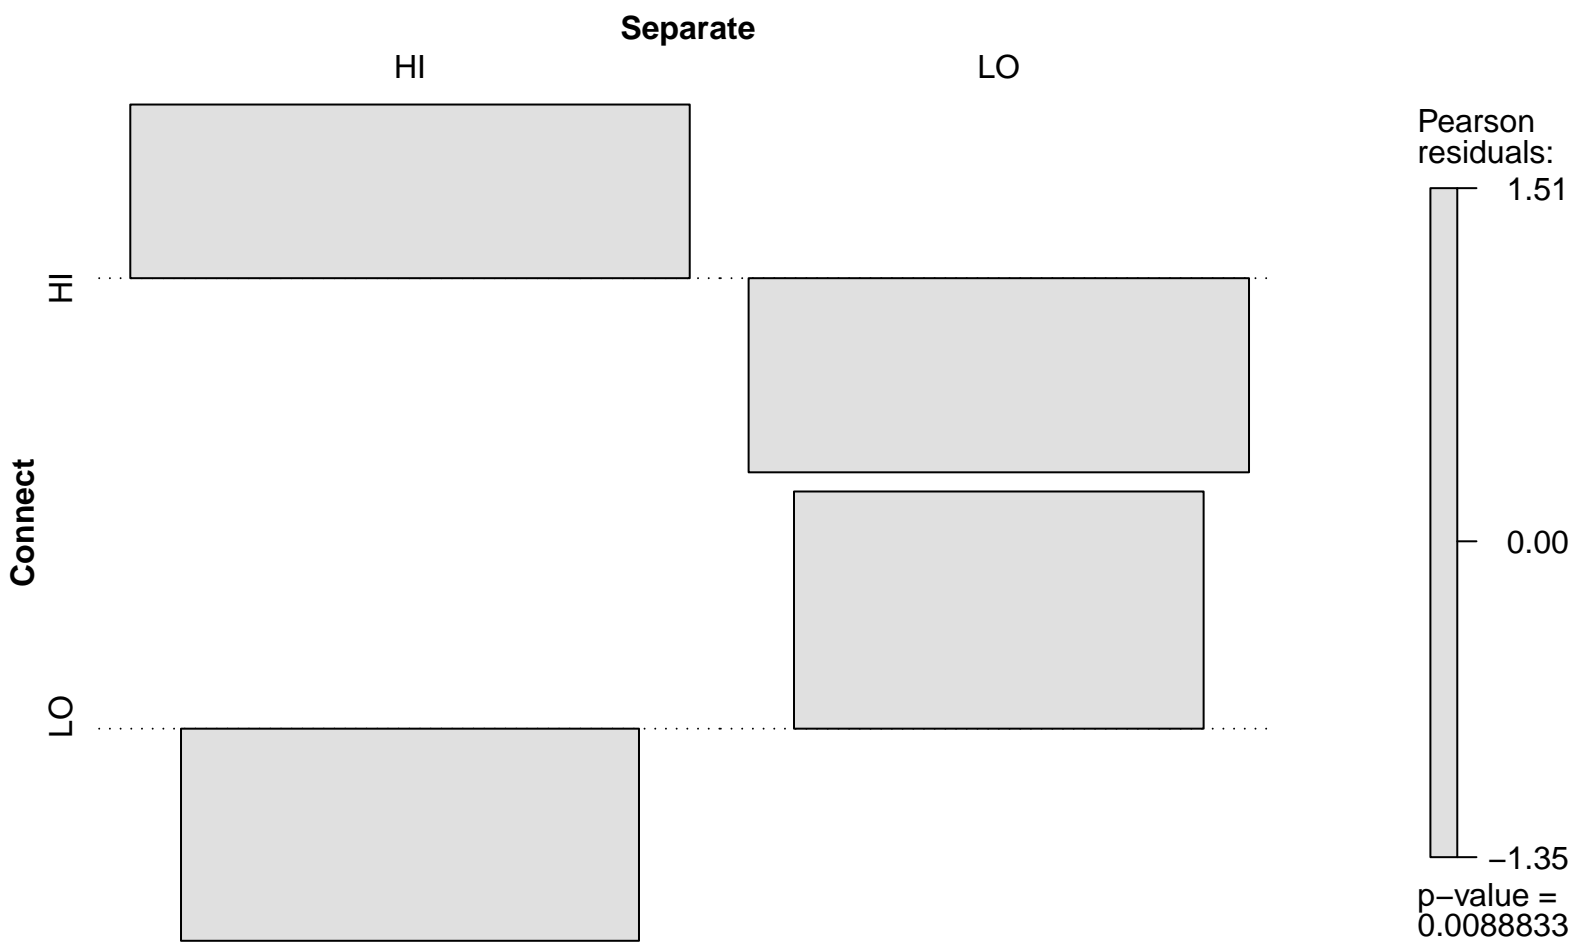 Separate
HI
LO
Connect
HI
LO
Pearson
residuals:
1.51
0.00
−1.35
p−value =
0.0088833